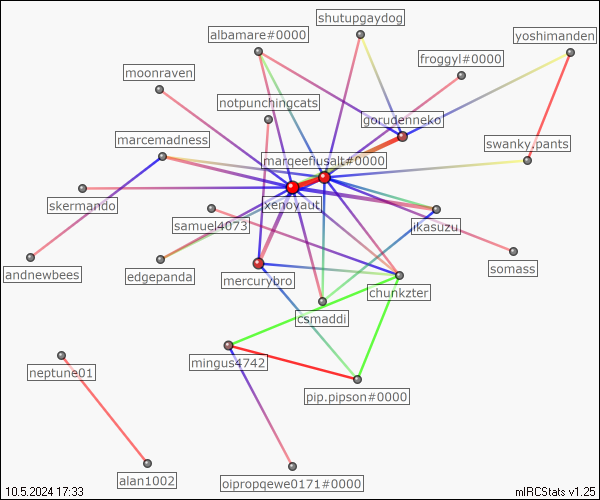 shutupgaydog
albamare#0000
yoshimanden
froggyl#0000
moonraven
notpunchingcats
gorudenneko
marcemadness
swanky.pants
marqeefiusalt#0000
xenoyaut
skermando
samuel4073
ikasuzu
andnewbees
edgepanda
somass
mercurybro
chunkzter
csmaddi
mingus4742
neptune01
pip.pipson#0000
alan1002
oipropqewe0171#0000
10.5.2024 17:33
mIRCStats v1.25